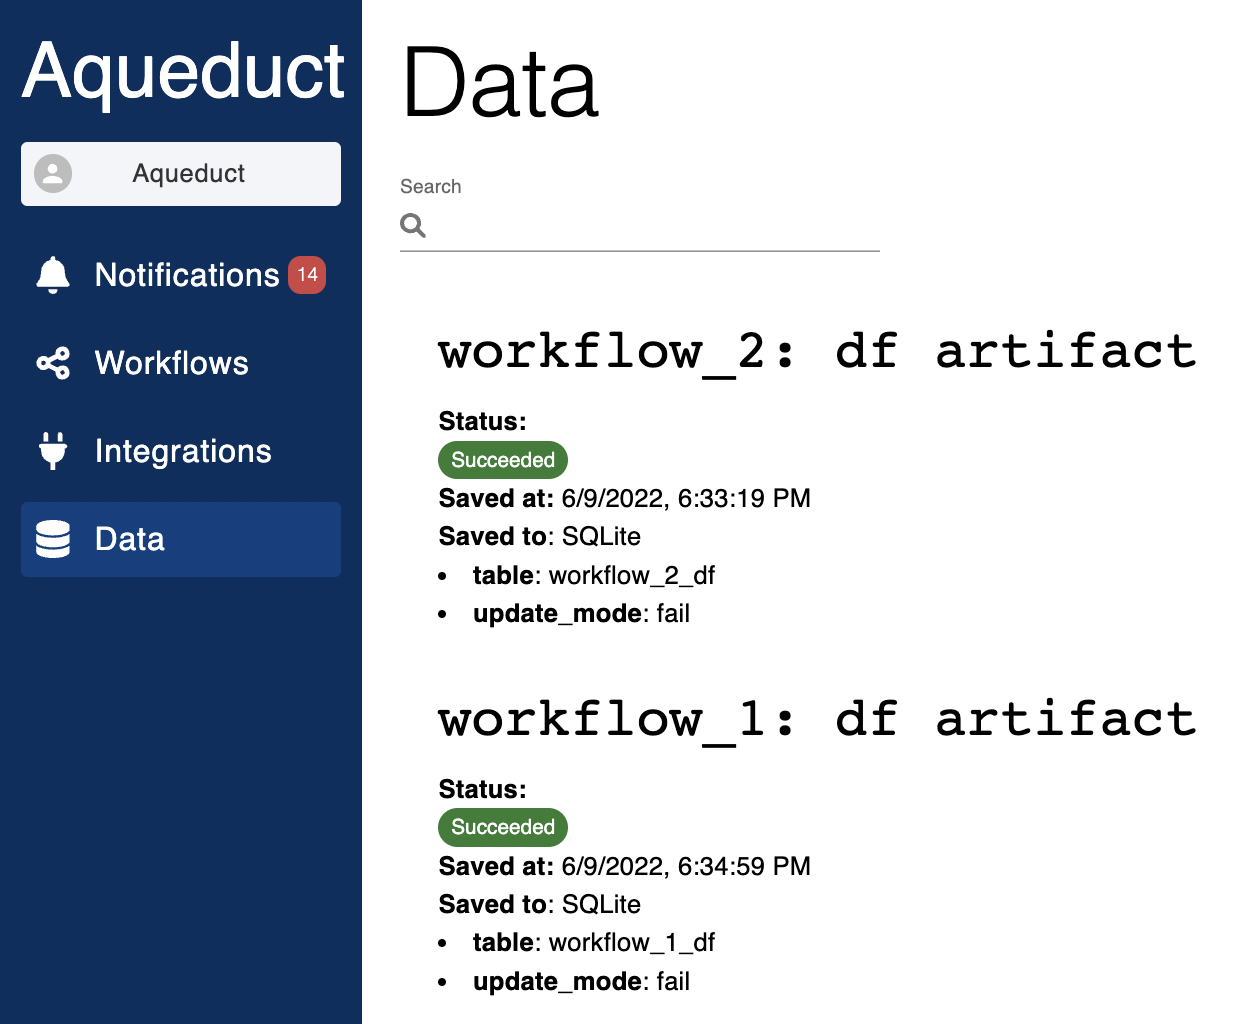 Aqueduct
Aqueduct
Notifications 14
Workflows
Integrations
Data
Data
Search
workflow_2: df artifact
Status:
Succeeded
Saved at: 6/9/2022, 6:33:19 PM
Saved to: SQLite
• table: workflow_2_df
• update_mode: fail
workflow_1: df artifact
Status:
Succeeded
Saved at: 6/9/2022, 6:34:59 PM
Saved to: SQLite
• table: workflow_1_df
• update_mode: fail